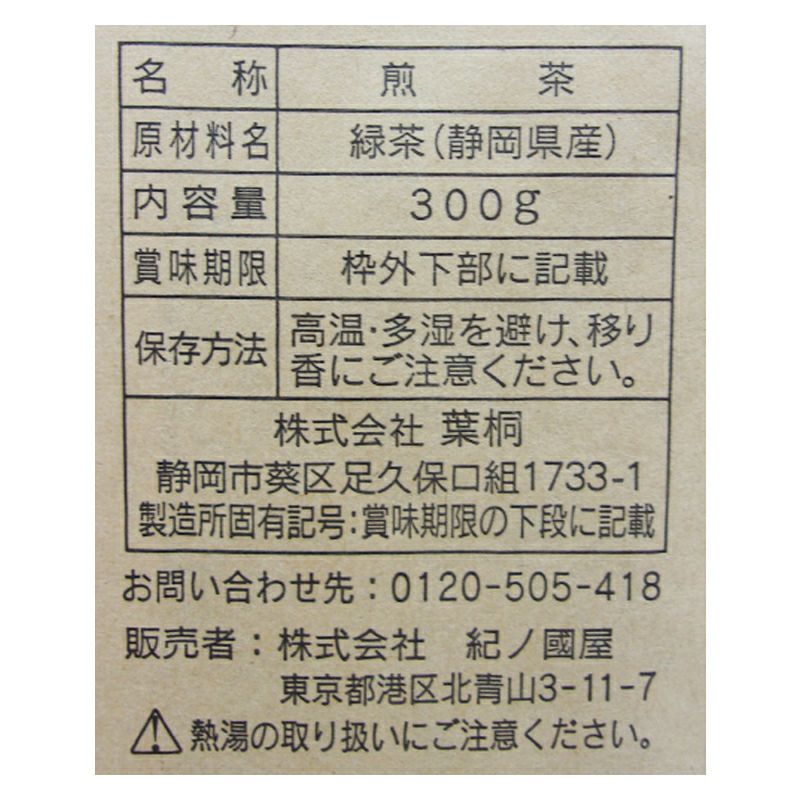 名称 煎茶
原材料名 緑茶(静岡県産)
内容量 300g
賞味期限 枠外下部に記載
保存方法 高温・多湿を避け、移り
香にご注意ください。
株式会社 葉桐
静岡市葵区足久保口組1733-1
製造所固有記号:賞味期限の下段に記載
お問い合わせ先:0120-505-418
販売者:株式会社 紀ノ國屋
東京都港区北青山3-11-7
⚠熱湯の取り扱いにご注意ください。